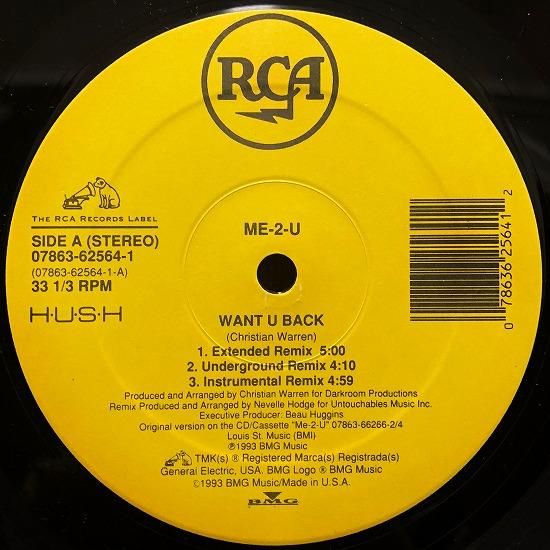 RCA
THE RCA RECORDS LABEL
SIDE A (STEREO)
07863-62564-1
(07863-62564-1-A)
33 1/3 RPM
H·U·S·H
ME-2-U
0 78636 25641 2
WANT U BACK
(Christian Warren)
1. Extended Remix 5:00
2. Underground Remix 4:10
3. Instrumental Remix 4:59
Produced and Arranged by Christian Warren for Darkroom Productions
Remix Produced and Arranged by Nevelle Hodge for Untouchables Music Inc.
Executive Producer: Beau Huggins
Original version on the CD/Cassette "Me-2-U" 07863-66266-2/4
Louis St. Music (BMI)
℗1993 BMG Music
TMK(s) ® Registered Marca(s) Registrada(s)
General Electric, USA. BMG Logo ® BMG Music
©1993 BMG Music/Made in U.S.A.
BMG